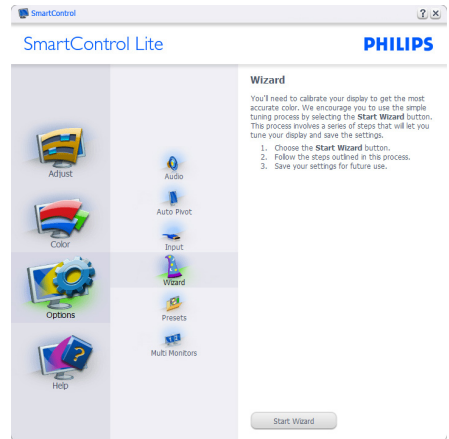 SmartControl
SmartControl Lite
PHILIPS
Adjust
Color
Options
Help
Audio
Auto Pivot
Input
Wizard
Presets
Multi Monitors
Wizard
You'll need to calibrate your display to get the most
accurate color. We encourage you to use the simple
tuning process by selecting the Start Wizard button.
This process involves a series of steps that will let you
tune your display and save the settings.
1. Choose the Start Wizard button.
2. Follow the steps outlined in this process.
3. Save your settings for future use.
Start Wizard